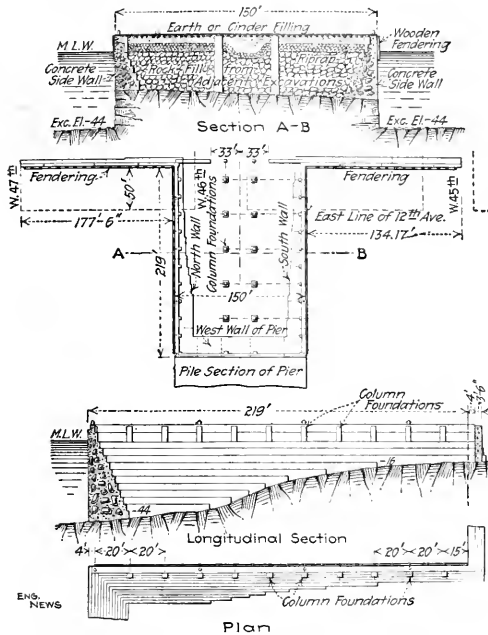 150'
Earth or Cinder Filling
Wooden
Fendering
M.L.W.
Concrete
Side Wall
Rock Fill from Riprap
Adjacent Excavations
Concrete
Side Wall
Exc. El.-44
Exc. El.-44
Section A-B
33' 33'
W.47th
Fendering
50'
W.46th
Fendering
W.45th
177'-6"
East Line of 12th Ave.
134.17'
A
B
219'
North Wall
Column Foundations
South Wall
150'
West Wall of Pier
Pile Section of Pier
219'
Column
Foundations
4'
3'-6"
M.L.W.
-16
-44
Longitudinal Section
4' 20' 20'
20' 20' 15'
Column Foundations
ENG.
NEWS
Plan